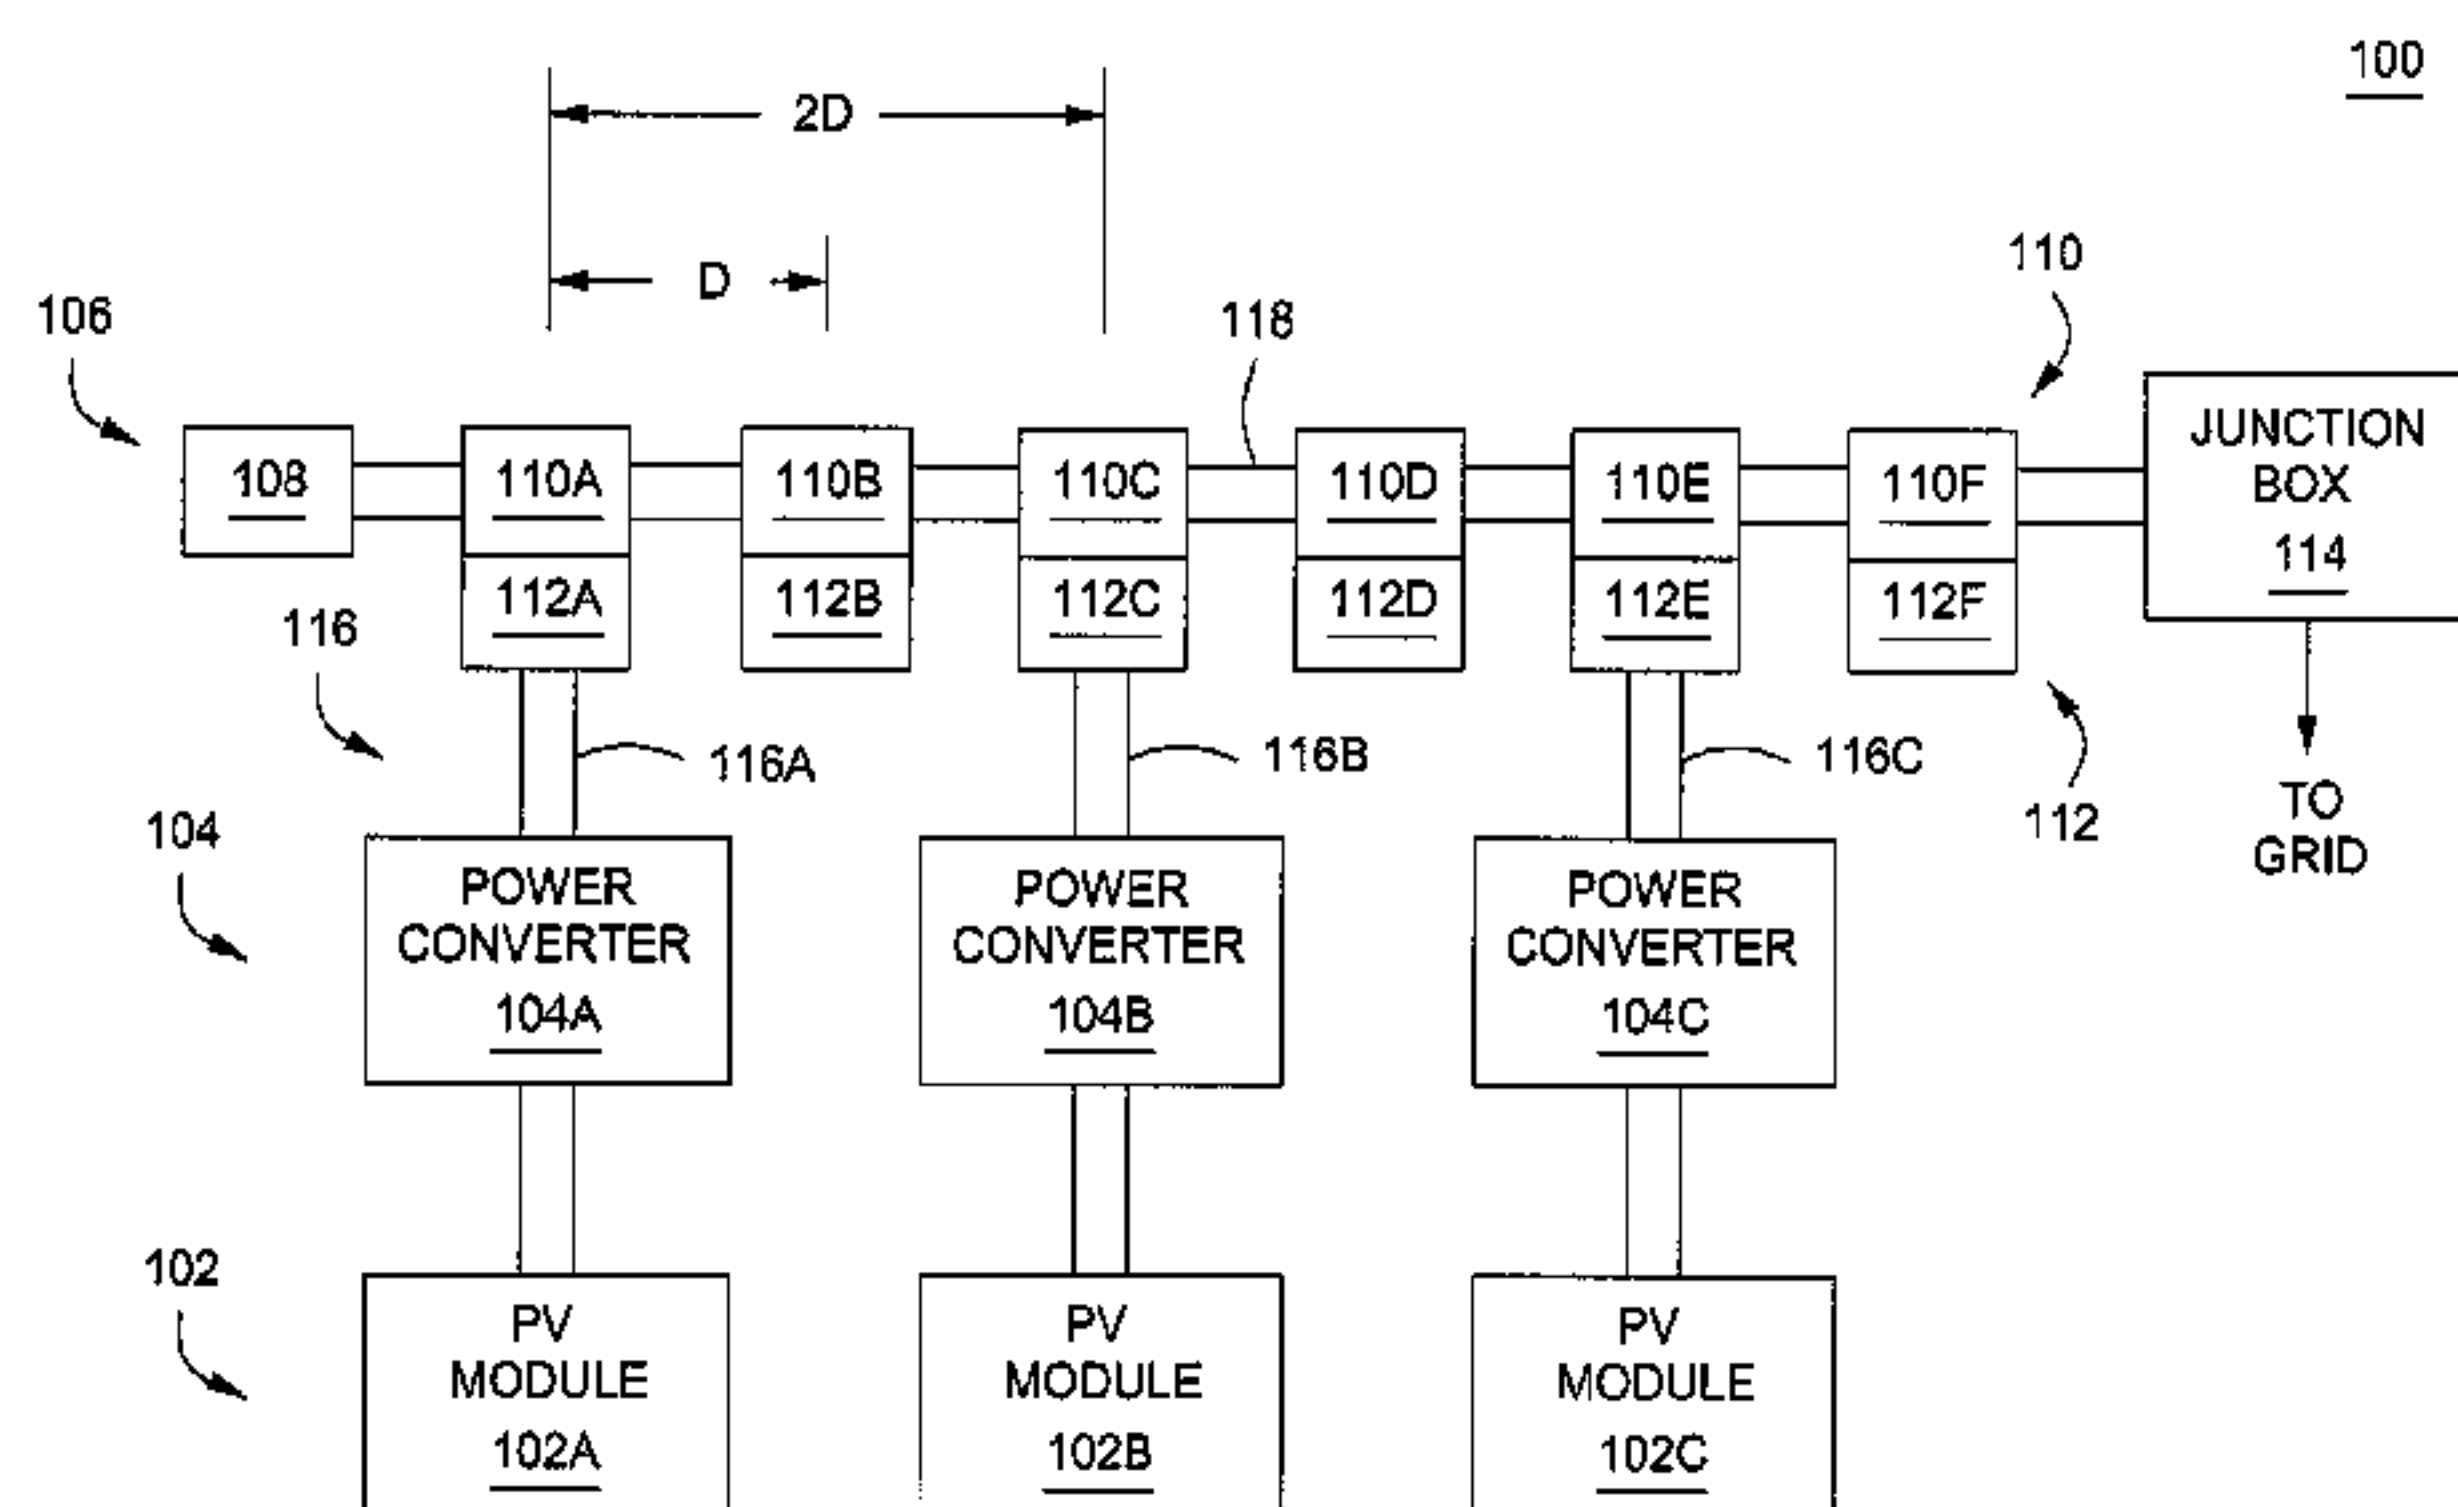 100
2D
D
106
118
110
108
110A
110B
110C
110D
110E
110F
JUNCTION
BOX
114
112A
112B
112C
112D
112E
112F
116
116A
116B
116C
112
TO
GRID
104
POWER
CONVERTER
104A
POWER
CONVERTER
104B
POWER
CONVERTER
104C
102
PV
MODULE
102A
PV
MODULE
102B
PV
MODULE
102C